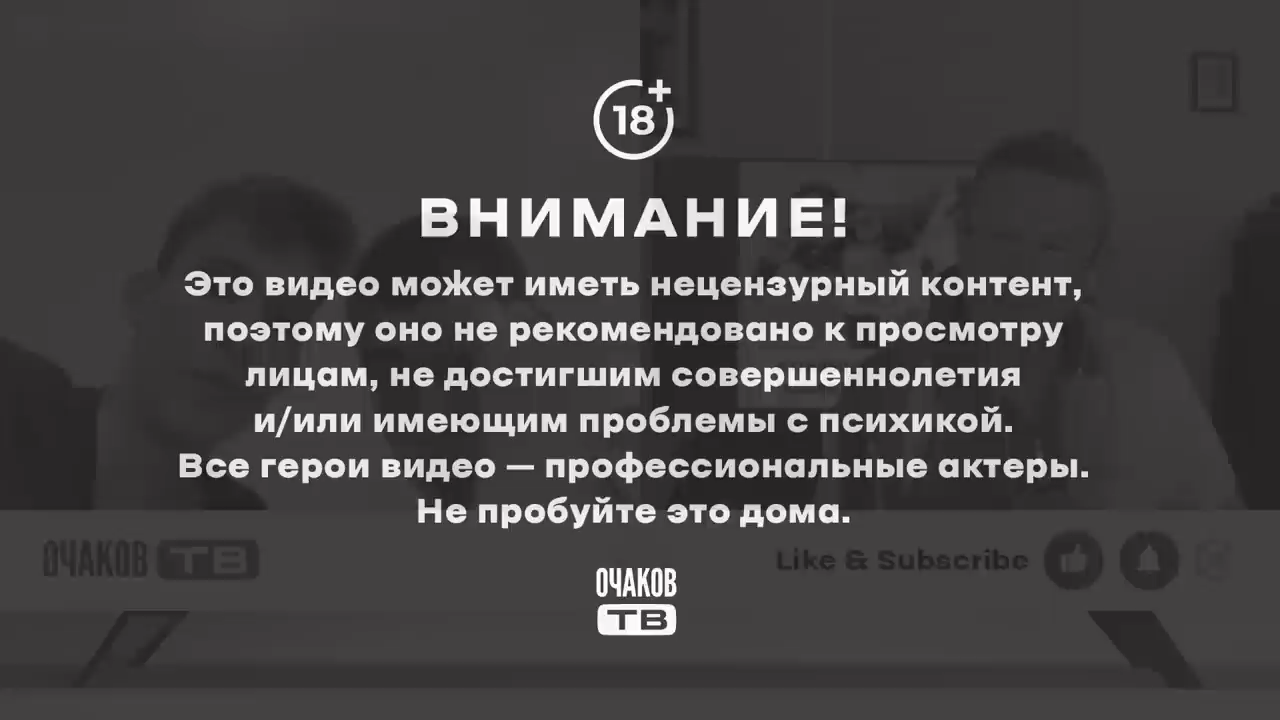 18+
ВНИМАНИЕ!
Это видео может иметь нецензурный контент,
поэтому оно не рекомендовано к просмотру
лицам, не достигшим совершеннолетия
и/или имеющим проблемы с психикой.
Все герои видео — профессиональные актеры.
Не пробуйте это дома.
ОЧАКОВ ТВ
Like & Subscribe
ОЧАКОВ
ТВ